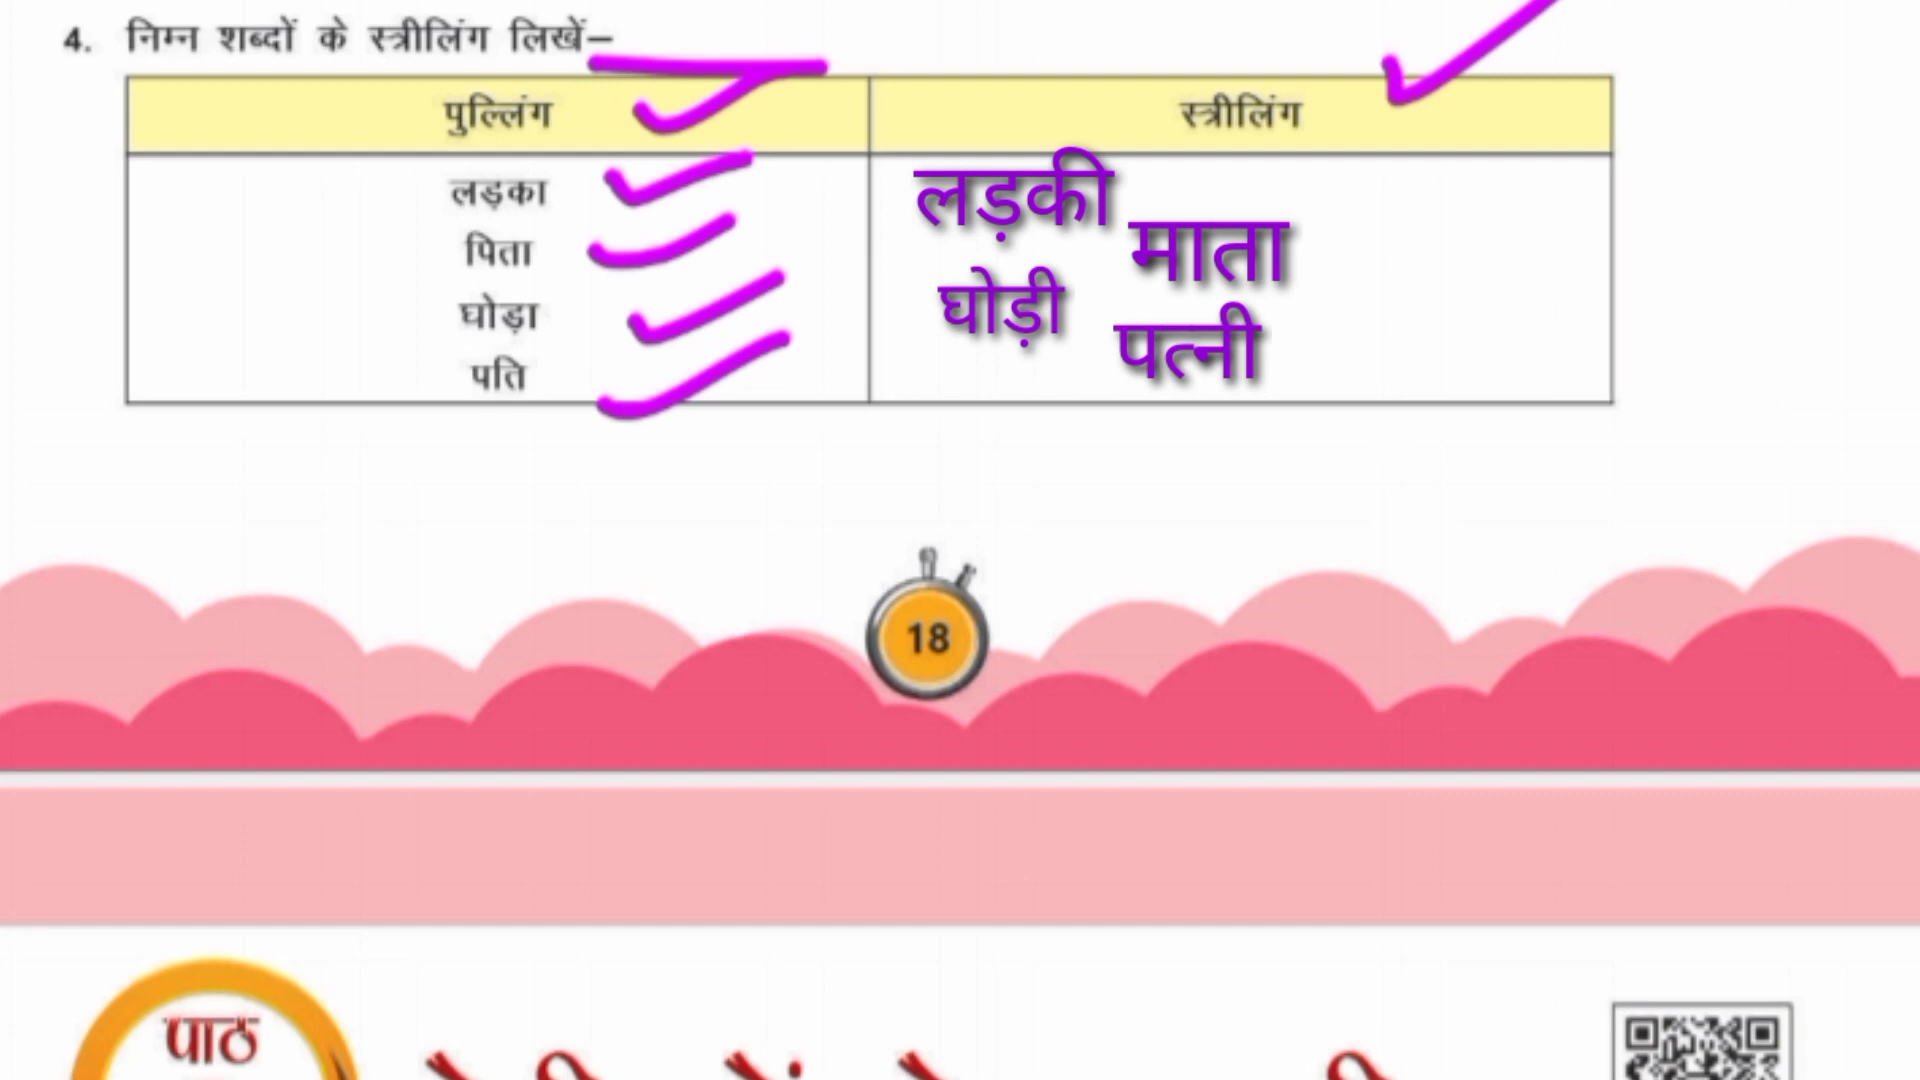 4. निम्न शब्दों के स्त्रीलिंग लिखें–
पुल्लिंग स्त्रीलिंग
लड़का लड़की
पिता माता
घोड़ा घोड़ी
पति पत्नी
18
पाठ